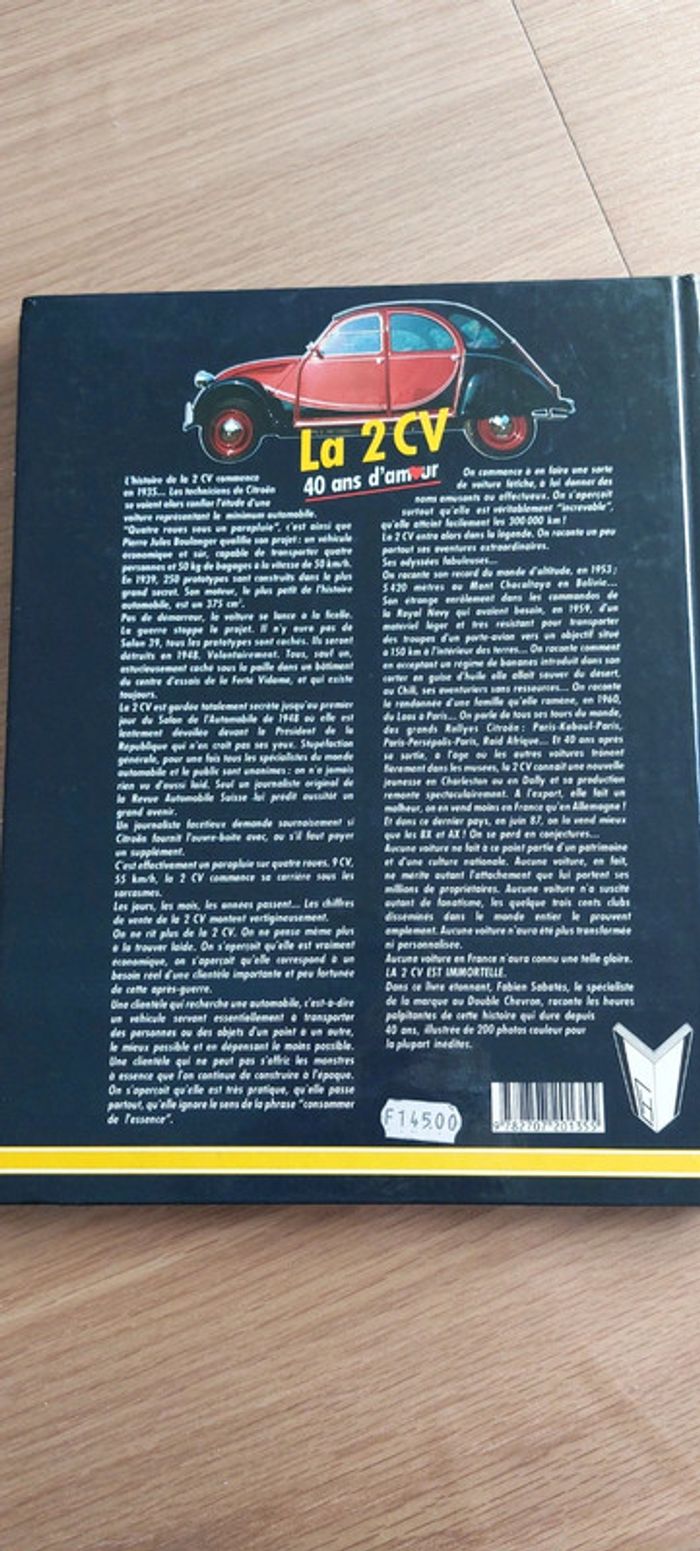 La 2 CV
40 ans d'amour
L'histoire de la 2 CV commence
en 1935... Les techniciens de Citroën
se voient alors confier l'étude d'une
voiture représentant le minimum automobile.
"Quatre roues sous un parapluie", c'est ainsi que
Pierre Jules Boulanger qualifie son projet : un véhicule
économique et sûr, capable de transporter quatre
personnes et 50 kg de bagages à la vitesse de 50 km/h.
En 1939, 250 prototypes sont construits dans le plus
grand secret. Son moteur, le plus petit de l'histoire
automobile, est un 375 cm³.
Pas de démarreur, la voiture se lance à la ficelle.
La guerre stoppe le projet. Il n'y aura pas de
Salon 39, tous les prototypes sont cachés. Ils seront
détruits en 1948. Volontairement. Tous, sauf un,
astucieusement caché sous la paille dans un bâtiment
du centre d'essais de la Ferté Vidame, et qui existe
toujours.
La 2 CV est gardée totalement secrète jusqu'au premier
jour du Salon de l'Automobile de 1948 où elle est
lentement dévoilée devant le Président de la
République qui n'en croit pas ses yeux. Stupéfaction
générale, pour une fois tous les spécialistes du monde
automobile et le public sont unanimes : on n'a jamais
rien vu d'aussi laid. Seul un journaliste original de
la Revue Automobile Suisse lui prédit aussitôt un
grand avenir.
Un journaliste facétieux demande sournoisement si
Citroën fournit l'ouvre-boîte avec, ou s'il faut payer
un supplément.
C'est effectivement un parapluie sur quatre roues. 9 CV,
55 km/h, la 2 CV commence sa carrière sous les
sarcasmes.
Les jours, les mois, les années passent... Les chiffres
de vente de la 2 CV montent vertigineusement.
On ne rit plus de la 2 CV. On ne pense même plus
à la trouver laide. On s'aperçoit qu'elle est vraiment
économique, on s'aperçoit qu'elle correspond à un
besoin réel d'une clientèle importante et peu fortunée
de cette après-guerre.
Une clientèle qui recherche une automobile, c'est-à-dire
un véhicule servant essentiellement à transporter
des personnes ou des objets d'un point à un autre,
le mieux possible et en dépensant le moins possible.
Une clientèle qui ne peut pas s'offrir les monstres
à essence que l'on continue de construire à l'époque.
On s'aperçoit qu'elle est très pratique, qu'elle passe
partout, qu'elle ignore le sens de la phrase "consommer
de l'essence".
On commence à en faire une sorte
de voiture fétiche, à lui donner des
noms amusants ou affectueux. On s'aperçoit
surtout qu'elle est véritablement "increvable",
qu'elle atteint facilement les 300 000 km !
La 2 CV entra alors dans la légende. On raconte un peu
partout ses aventures extraordinaires.
Ses odyssées fabuleuses...
On raconte son record du monde d'altitude, en 1953 ;
5 420 mètres au Mont Chacaltaya en Bolivie...
Son étrange enrôlement dans les commandos de
la Royal Navy qui avaient besoin, en 1959, d'un
matériel léger et très résistant pour transporter
des troupes d'un porte-avion vers un objectif situé
à 150 km à l'intérieur des terres... On raconte comment
en acceptant un régime de bananes introduit dans son
carter en guise d'huile elle allait sauver du désert,
au Chili, ses aventuriers sans ressources... On raconte
la randonnée d'une famille qu'elle ramène, en 1960,
du Laos à Paris... On parle de tous ses tours du monde,
des grands Rallyes Citroën : Paris-Kaboul-Paris,
Paris-Persépolis-Paris, Raid Afrique... Et 40 ans après
sa sortie, à l'âge où les autres voitures trônent
fièrement dans les musées, la 2 CV connaît une nouvelle
jeunesse en Charleston ou en Dolly et sa production
remonte spectaculairement. A l'export, elle fait un
malheur, on en vend moins en France qu'en Allemagne !
Et dans ce dernier pays, en juin 87, on la vend mieux
que les BX et AX ! On se perd en conjectures...
Aucune voiture ne fait à ce point partie d'un patrimoine
et d'une culture nationale. Aucune voiture, en fait,
ne mérite autant l'attachement que lui portent ses
millions de propriétaires. Aucune voiture n'a suscité
autant de fanatisme, les quelque trois cents clubs
disséminés dans le monde entier le prouvent
amplement. Aucune voiture n'aura été plus transformée
ni personnalisée.
Aucune voiture en France n'aura connu une telle gloire.
LA 2 CV EST IMMORTELLE.
Dans ce livre étonnant, Fabien Sabatès, le spécialiste
de la marque au Double Chevron, raconte les heures
palpitantes de cette histoire qui dure depuis
40 ans, illustrée de 200 photos couleur pour
la plupart inédites.
F 145.00
9 782707 201355